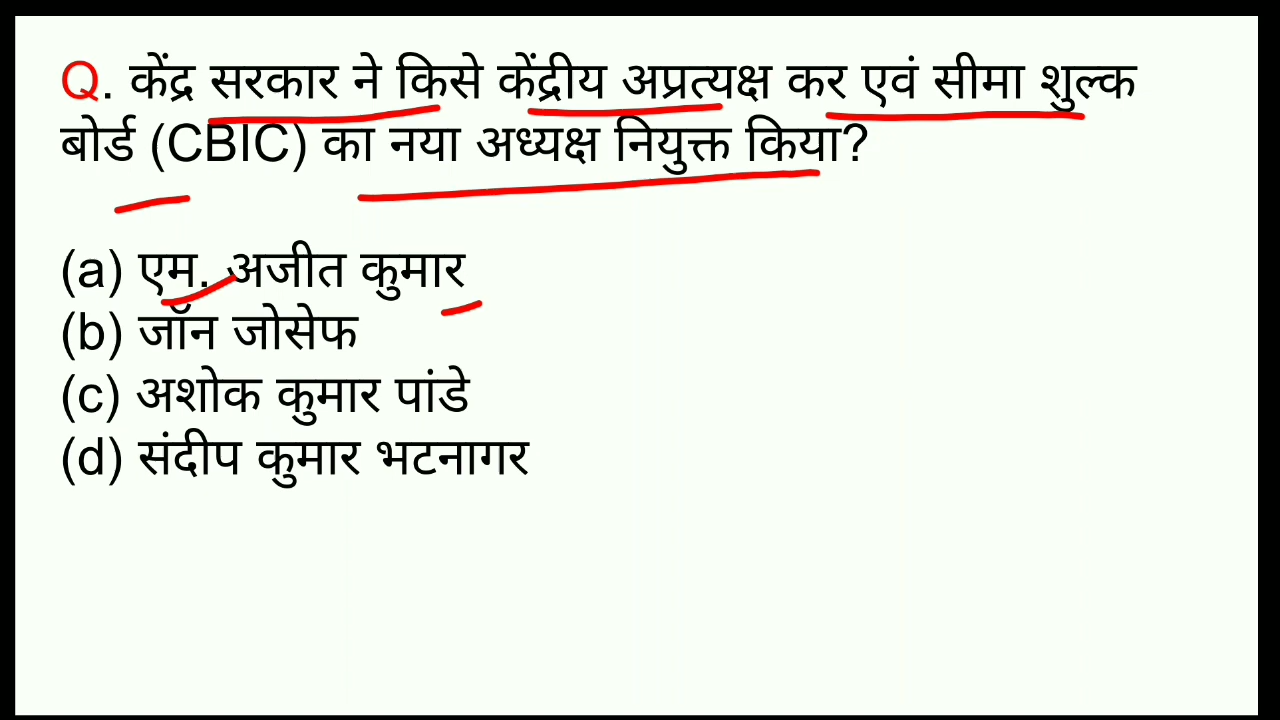 Q. केंद्र सरकार ने किसे केंद्रीय अप्रत्यक्ष कर एवं सीमा शुल्क
बोर्ड (CBIC) का नया अध्यक्ष नियुक्त किया?
(a) एम. अजीत कुमार
(b) जॉन जोसेफ
(c) अशोक कुमार पांडे
(d) संदीप कुमार भटनागर